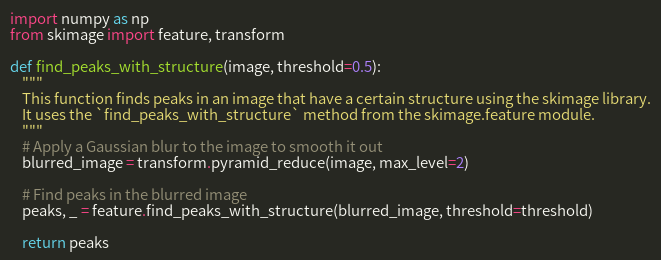 import numpy as np
from skimage import feature, transform

def find_peaks_with_structure(image, threshold=0.5):
    """
    This function finds peaks in an image that have a certain structure using the skimage library.
    It uses the `find_peaks_with_structure` method from the skimage.feature module.
    """
    # Apply a Gaussian blur to the image to smooth it out
    blurred_image = transform.pyramid_reduce(image, max_level=2)

    # Find peaks in the blurred image
    peaks, _ = feature.find_peaks_with_structure(blurred_image, threshold=threshold)

    return peaks